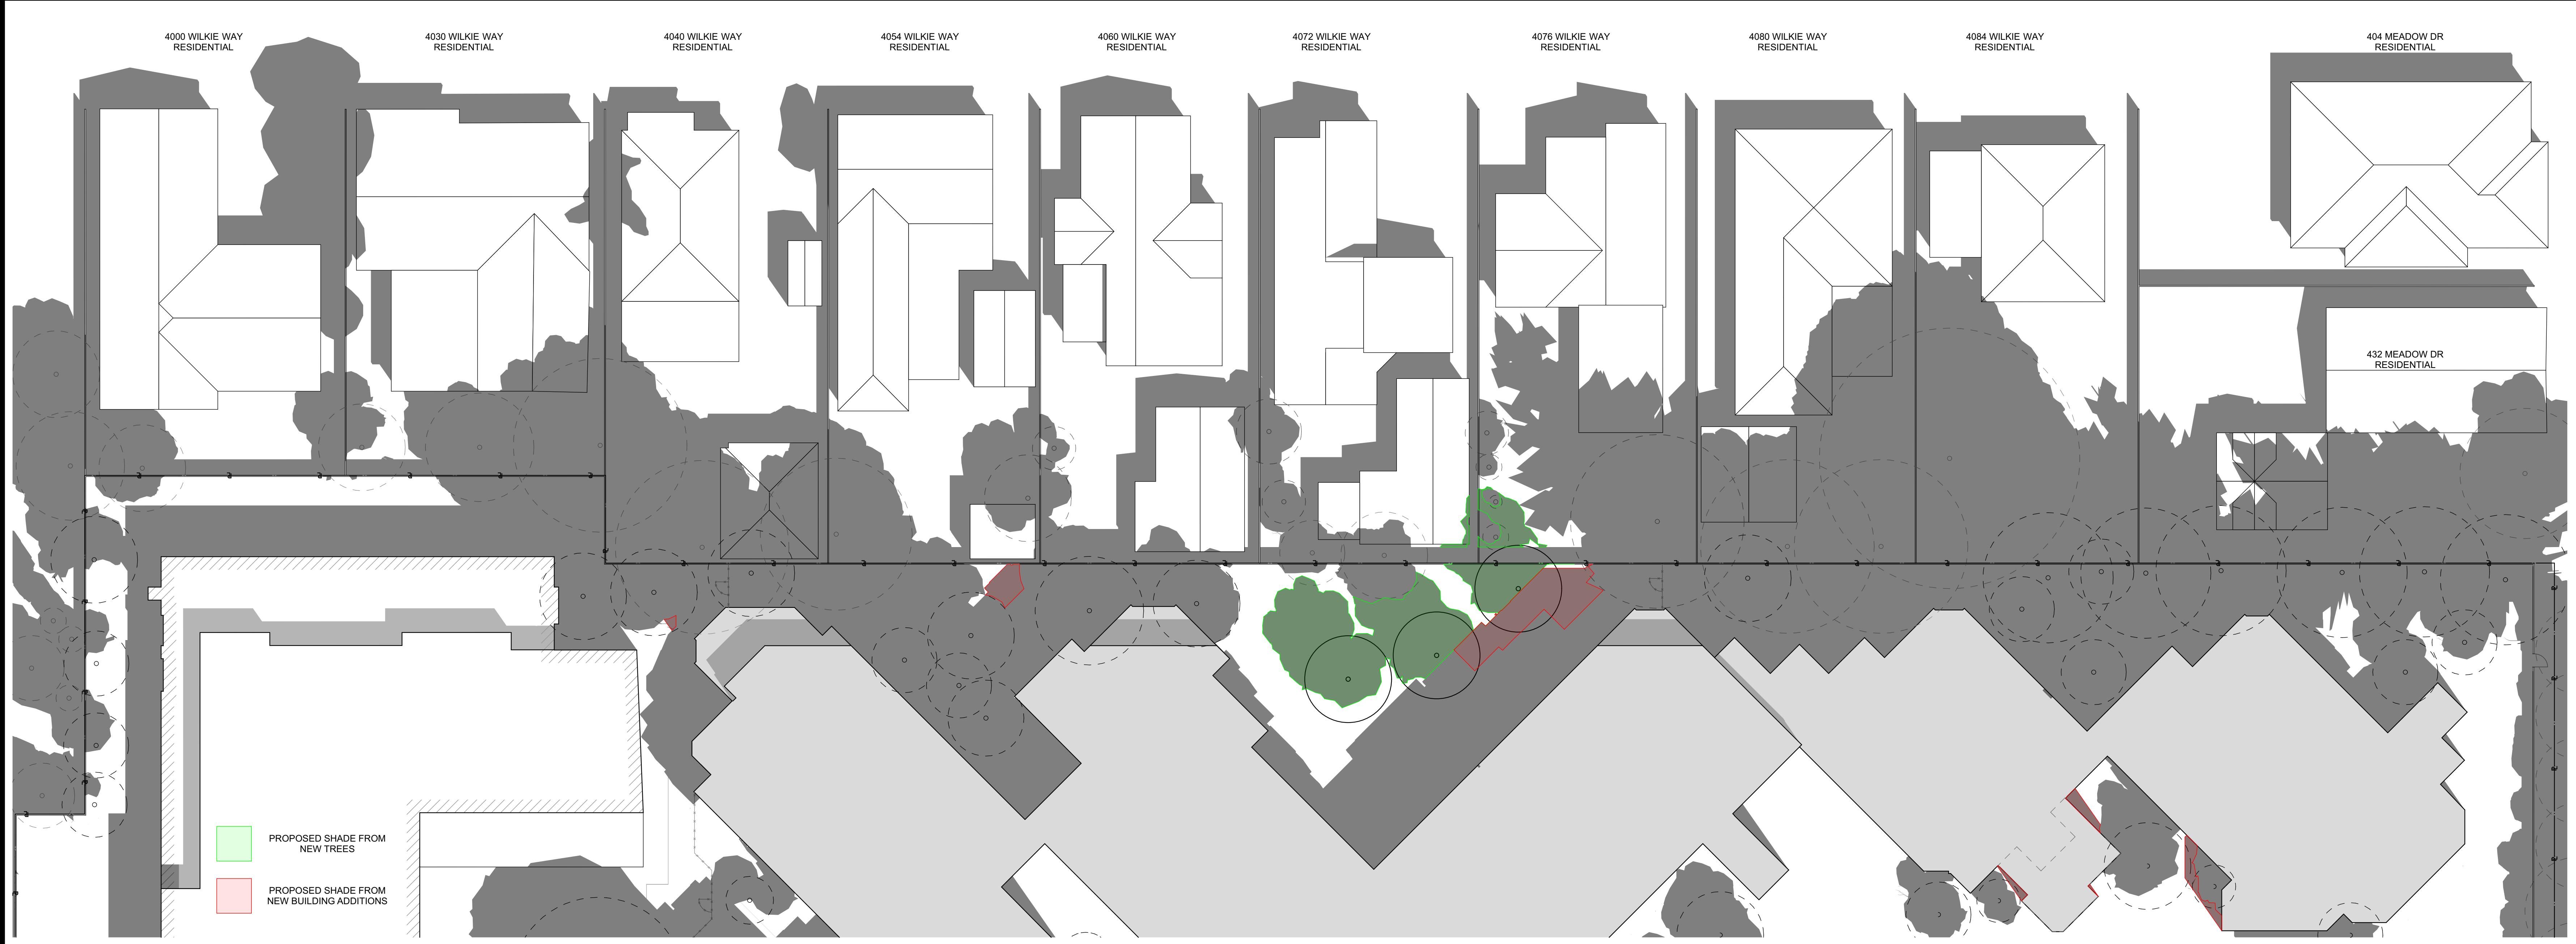 4000 WILKIE WAY
RESIDENTIAL
4030 WILKIE WAY
RESIDENTIAL
4040 WILKIE WAY
RESIDENTIAL
4054 WILKIE WAY
RESIDENTIAL
4060 WILKIE WAY
RESIDENTIAL
4072 WILKIE WAY
RESIDENTIAL
4076 WILKIE WAY
RESIDENTIAL
4080 WILKIE WAY
RESIDENTIAL
4084 WILKIE WAY
RESIDENTIAL
404 MEADOW DR
RESIDENTIAL
432 MEADOW DR
RESIDENTIAL
PROPOSED SHADE FROM
NEW TREES
PROPOSED SHADE FROM
NEW BUILDING ADDITIONS